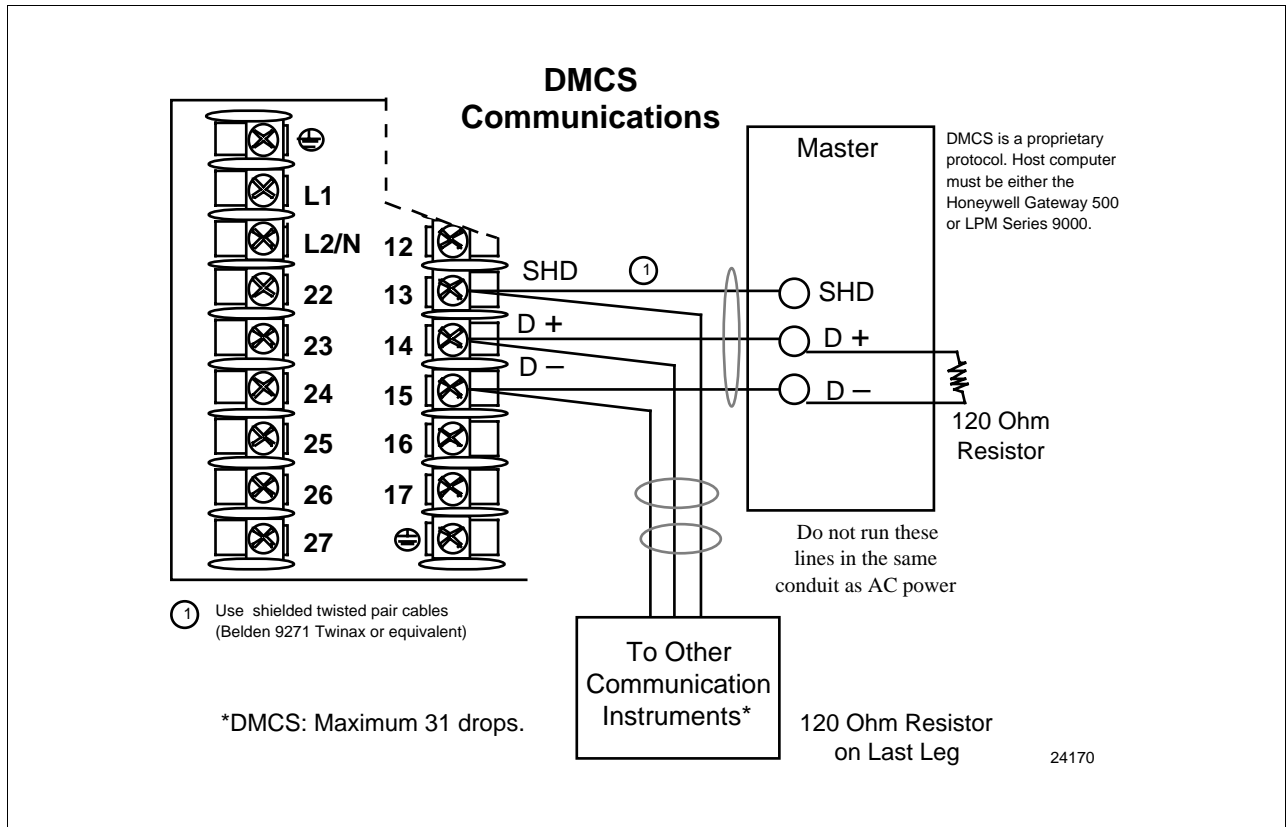 DMCS
Communications
L1
L2/N
22
23
24
25
26
27
12
13
14
15
16
17
SHD
1
D +
D –
Master
SHD
D +
D –
120 Ohm
Resistor
DMCS is a proprietary
protocol. Host computer
must be either the
Honeywell Gateway 500
or LPM Series 9000.
Do not run these
lines in the same
conduit as AC power
1 Use shielded twisted pair cables
(Belden 9271 Twinax or equivalent)
To Other
Communication
Instruments*
*DMCS: Maximum 31 drops.
120 Ohm Resistor
on Last Leg
24170